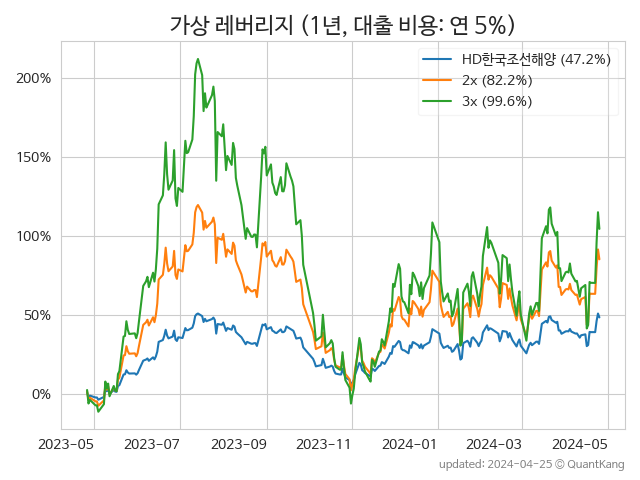 가상 레버리지 (1년, 대출 비용: 연 5%)
HD한국조선해양 (47.2%)
2x (82.2%)
3x (99.6%)
200%
150%
100%
50%
0%
2023-05 2023-07 2023-09 2023-11 2024-01 2024-03 2024-05
updated: 2024-04-25 © QuantKang